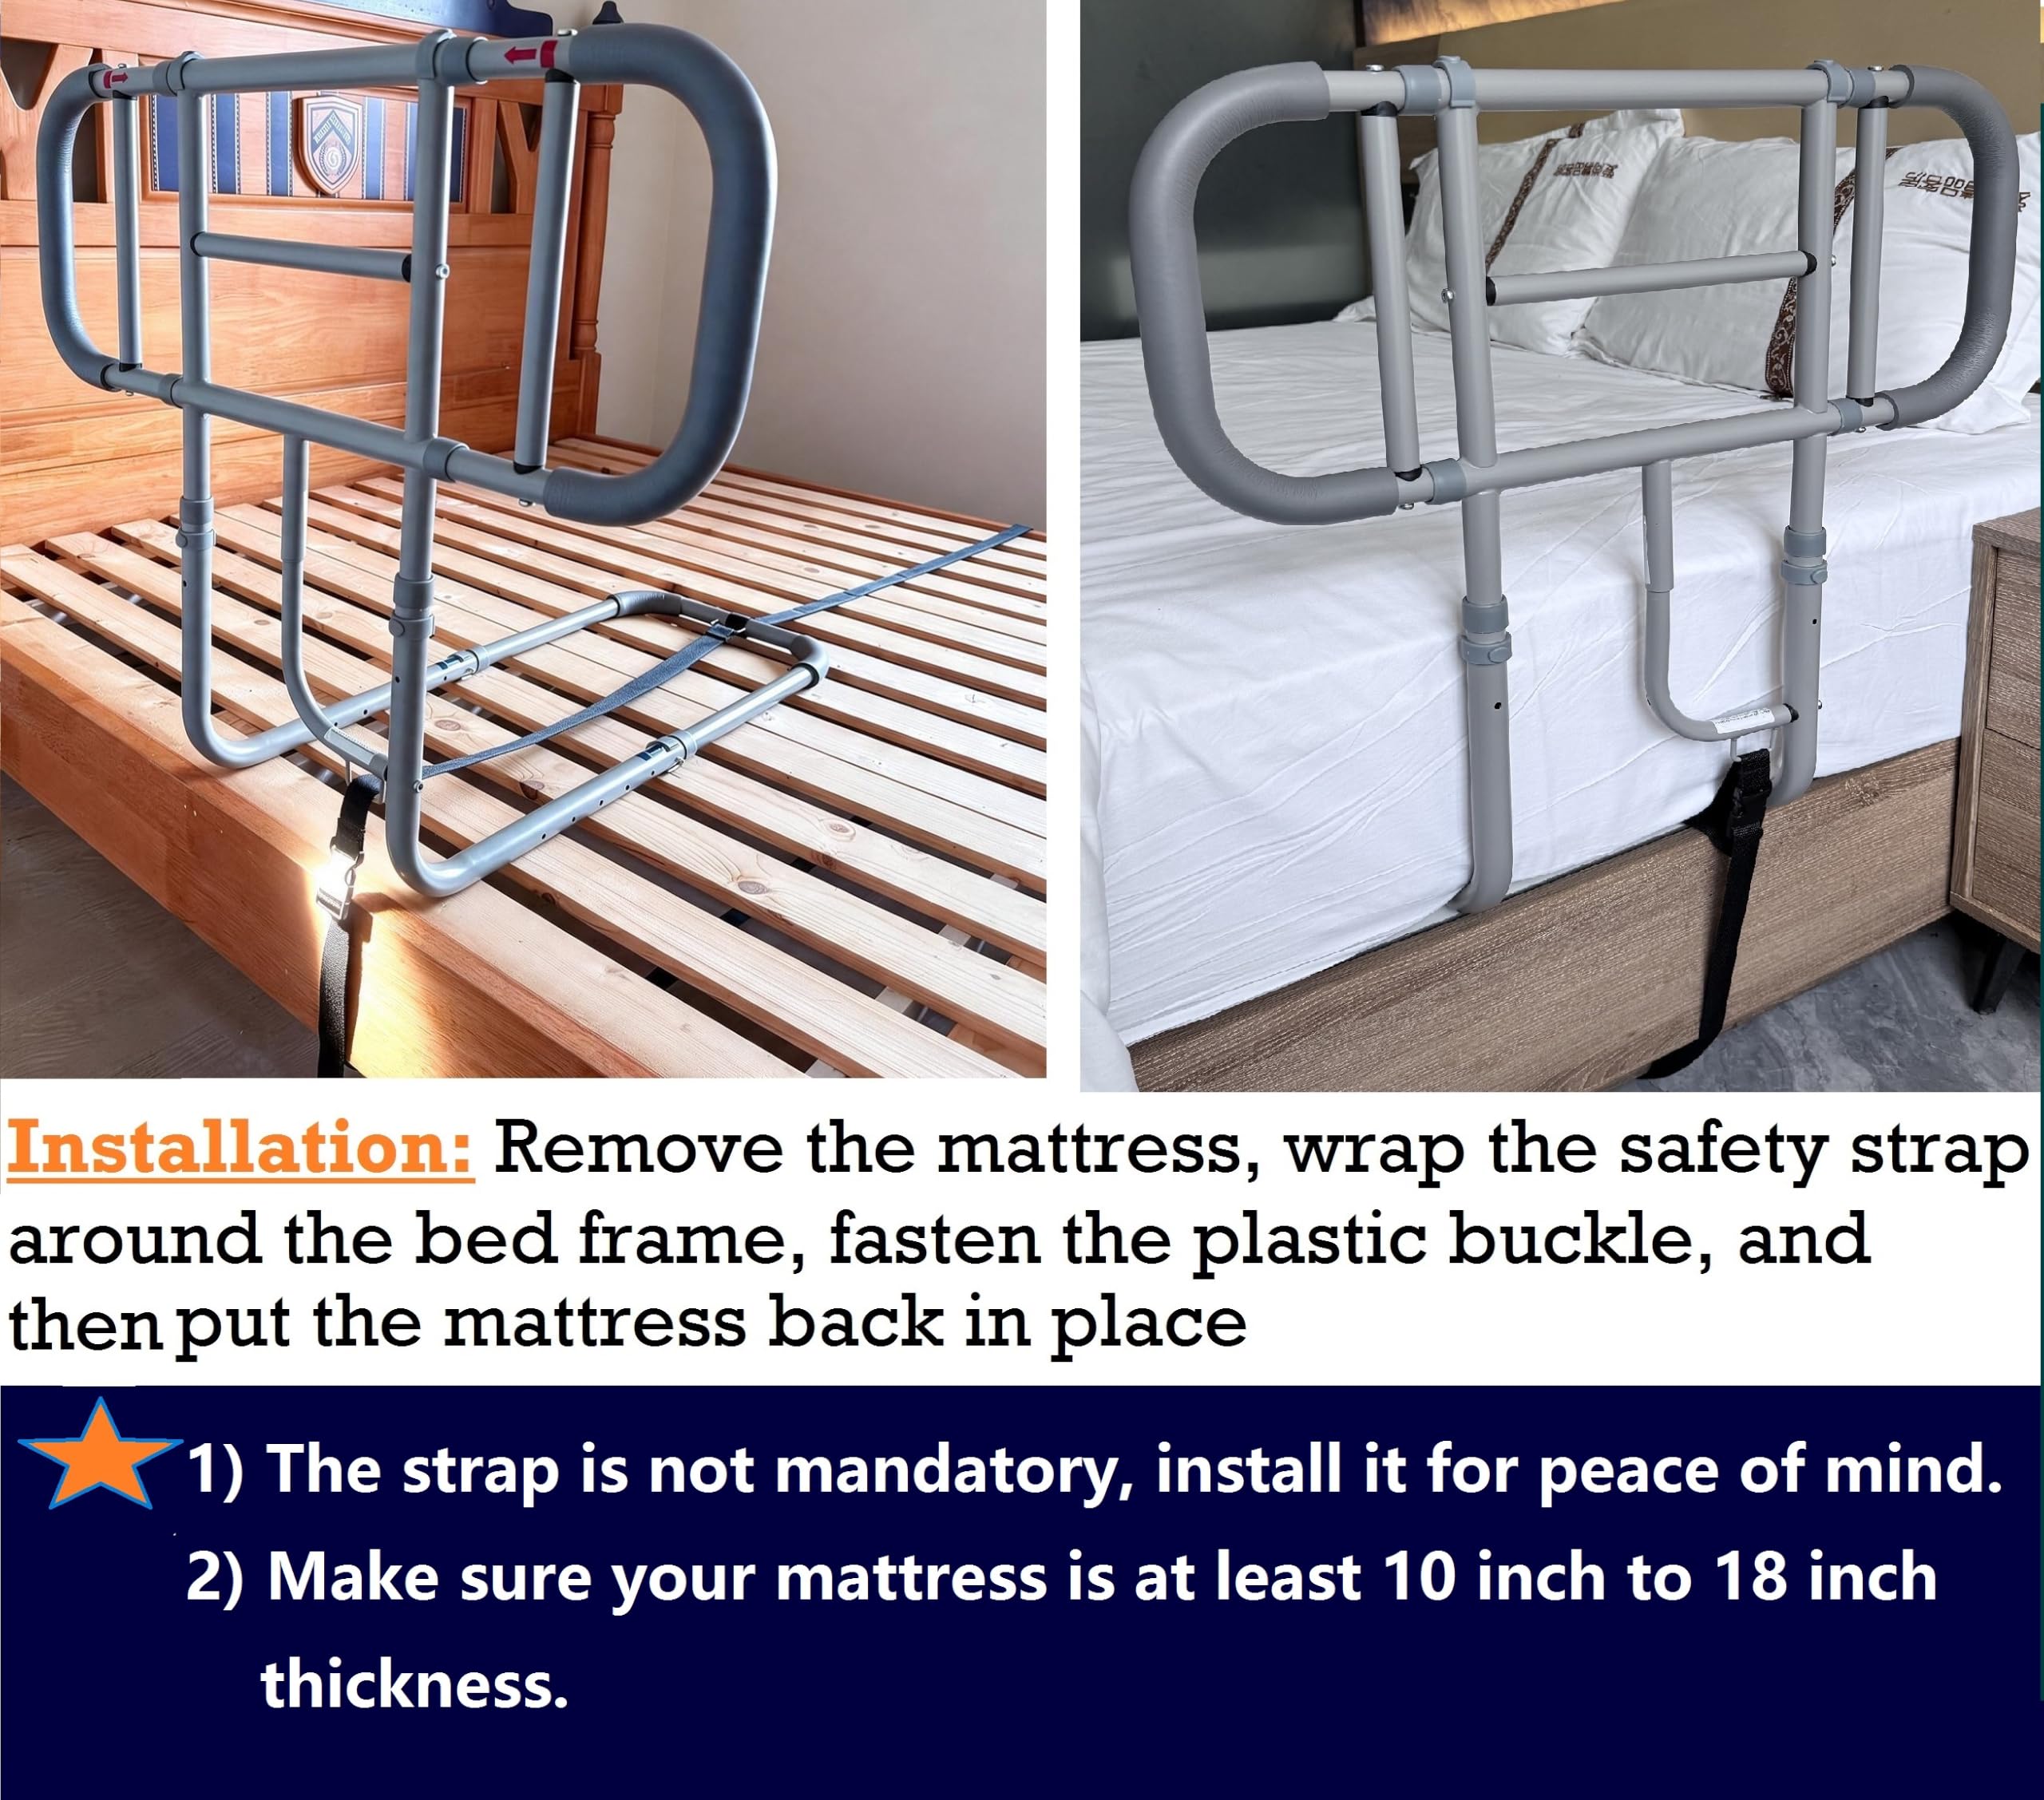 Installation: Remove the mattress, wrap the safety strap
around the bed frame, fasten the plastic buckle, and
then put the mattress back in place
1) The strap is not mandatory, install it for peace of mind.
2) Make sure your mattress is at least 10 inch to 18 inch
thickness.